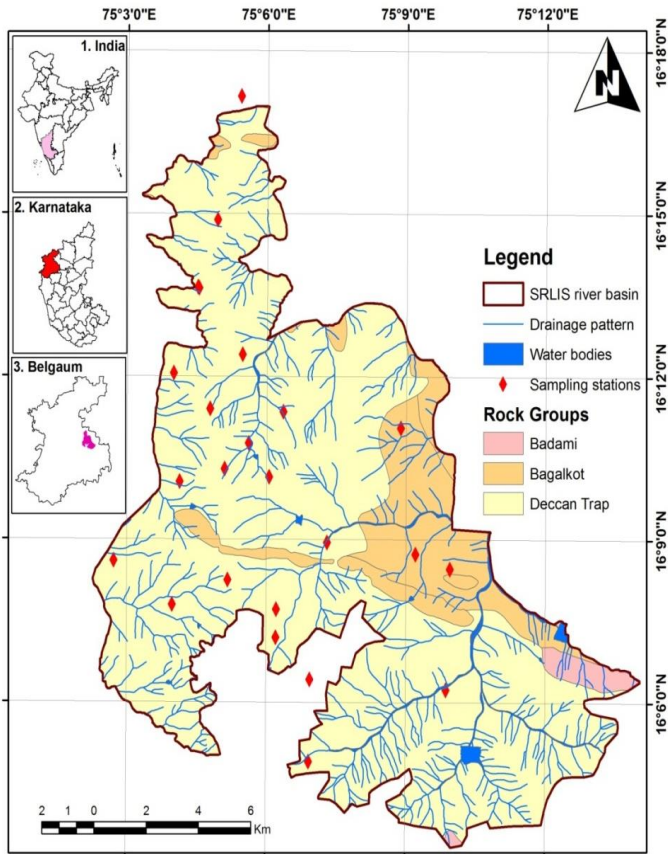 75°3'0"E 75°6'0"E 75°9'0"E 75°12'0"E
1. India
N
16°18'0"N
2. Karnataka
16°15'0"N
Legend
SRLIS river basin
Drainage pattern
Water bodies
Sampling stations
Rock Groups
Badami
Bagalkot
Deccan Trap
3. Belgaum
16°12'0"N
16°9'0"N
16°6'0"N
2 1 0 2 4 6
Km